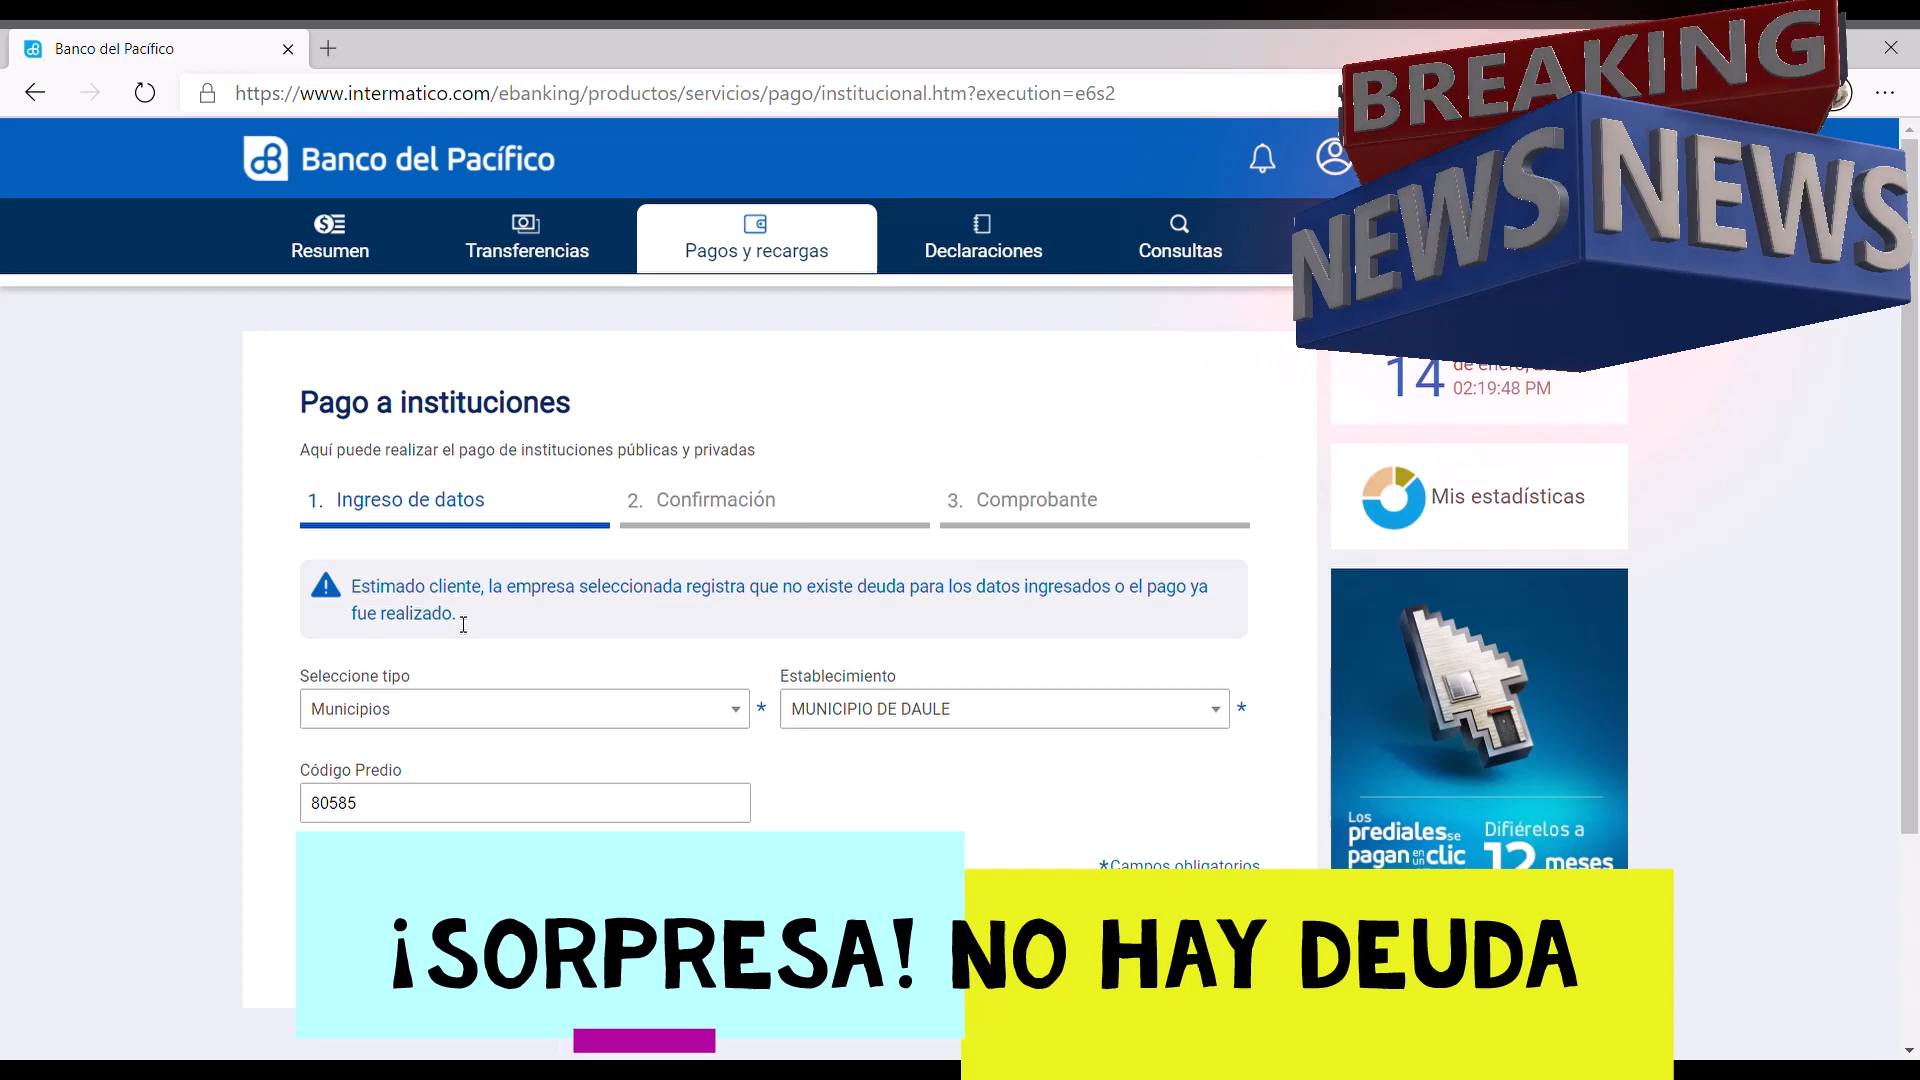 Banco del Pacífico
https://www.intermatico.com/ebanking/productos/servicios/pago/institucional.htm?execution=e6s2
BREAKING
NEWS NEWS
Banco del Pacífico
Resumen
Transferencias
Pagos y recargas
Declaraciones
Consultas
14
de enero,
02:19:48 PM
Pago a instituciones
Aquí puede realizar el pago de instituciones públicas y privadas
1. Ingreso de datos
2. Confirmación
3. Comprobante
Mis estadísticas
Estimado cliente, la empresa seleccionada registra que no existe deuda para los datos ingresados o el pago ya
fue realizado.
Seleccione tipo
Establecimiento
Municipios *
MUNICIPIO DE DAULE *
Código Predio
80585
*Campos obligatorios
Los
prediales se
pagan en un clic
Difiérelos a
12 meses
¡SORPRESA! NO HAY DEUDA